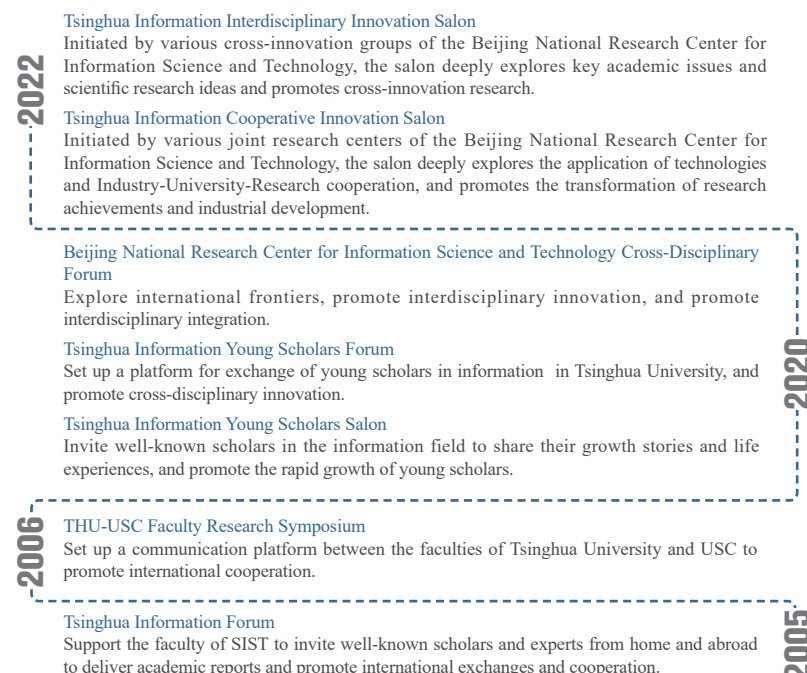 2022
Tsinghua Information Interdisciplinary Innovation Salon
Initiated by various cross-innovation groups of the Beijing National Research Center for
Information Science and Technology, the salon deeply explores key academic issues and
scientific research ideas and promotes cross-innovation research.
Tsinghua Information Cooperative Innovation Salon
Initiated by various joint research centers of the Beijing National Research Center for
Information Science and Technology, the salon deeply explores the application of technologies
and Industry-University-Research cooperation, and promotes the transformation of research
achievements and industrial development.
2020
Beijing National Research Center for Information Science and Technology Cross-Disciplinary
Forum
Explore international frontiers, promote interdisciplinary innovation, and promote
interdisciplinary integration.
Tsinghua Information Young Scholars Forum
Set up a platform for exchange of young scholars in information in Tsinghua University, and
promote cross-disciplinary innovation.
Tsinghua Information Young Scholars Salon
Invite well-known scholars in the information field to share their growth stories and life
experiences, and promote the rapid growth of young scholars.
2006
THU-USC Faculty Research Symposium
Set up a communication platform between the faculties of Tsinghua University and USC to
promote international cooperation.
2005
Tsinghua Information Forum
Support the faculty of SIST to invite well-known scholars and experts from home and abroad
to deliver academic reports and promote international exchanges and cooperation.